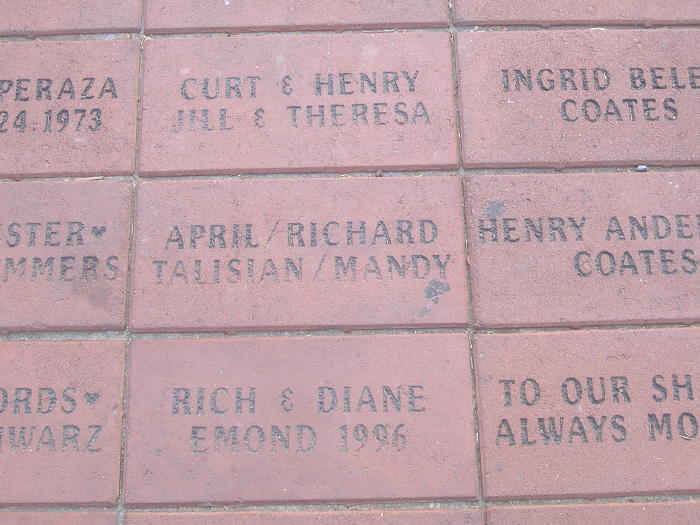 PERAZA
24.1973
CURT & HENRY
JILL & THERESA
INGRID BELE
COATES
STER♥
MMERS
APRIL/RICHARD
TALISIAN/MANDY
HENRY ANDE
COATES
ORDS♥
WARZ
RICH & DIANE
EMOND 1996
TO OUR SH
ALWAYS MO